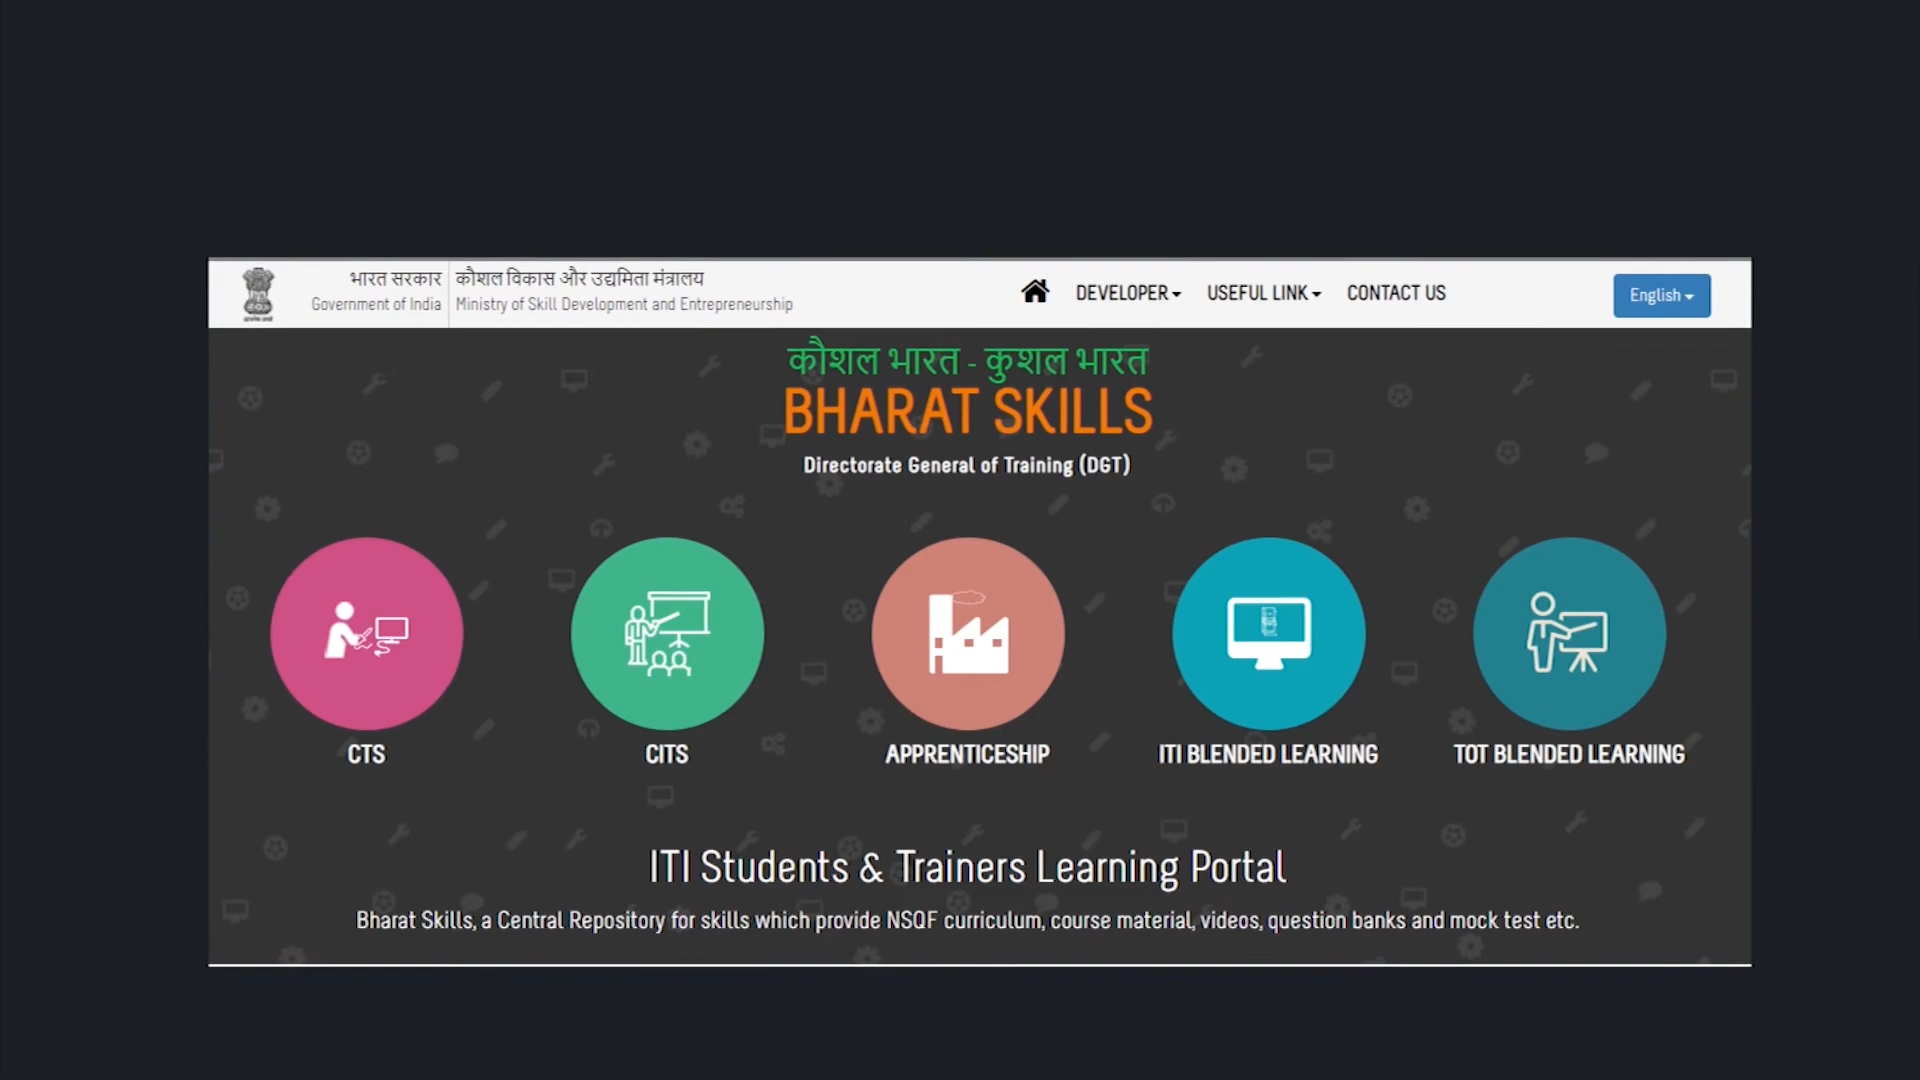 भारत सरकार
Government of India
कौशल विकास और उद्यमिता मंत्रालय
Ministry of Skill Development and Entrepreneurship
DEVELOPER
USEFUL LINK
CONTACT US
English
कौशल भारत - कुशल भारत
BHARAT SKILLS
Directorate General of Training (DGT)
CTS
CITS
APPRENTICESHIP
ITI BLENDED LEARNING
TOT BLENDED LEARNING
ITI Students & Trainers Learning Portal
Bharat Skills, a Central Repository for skills which provide NSQF curriculum, course material, videos, question banks and mock test etc.